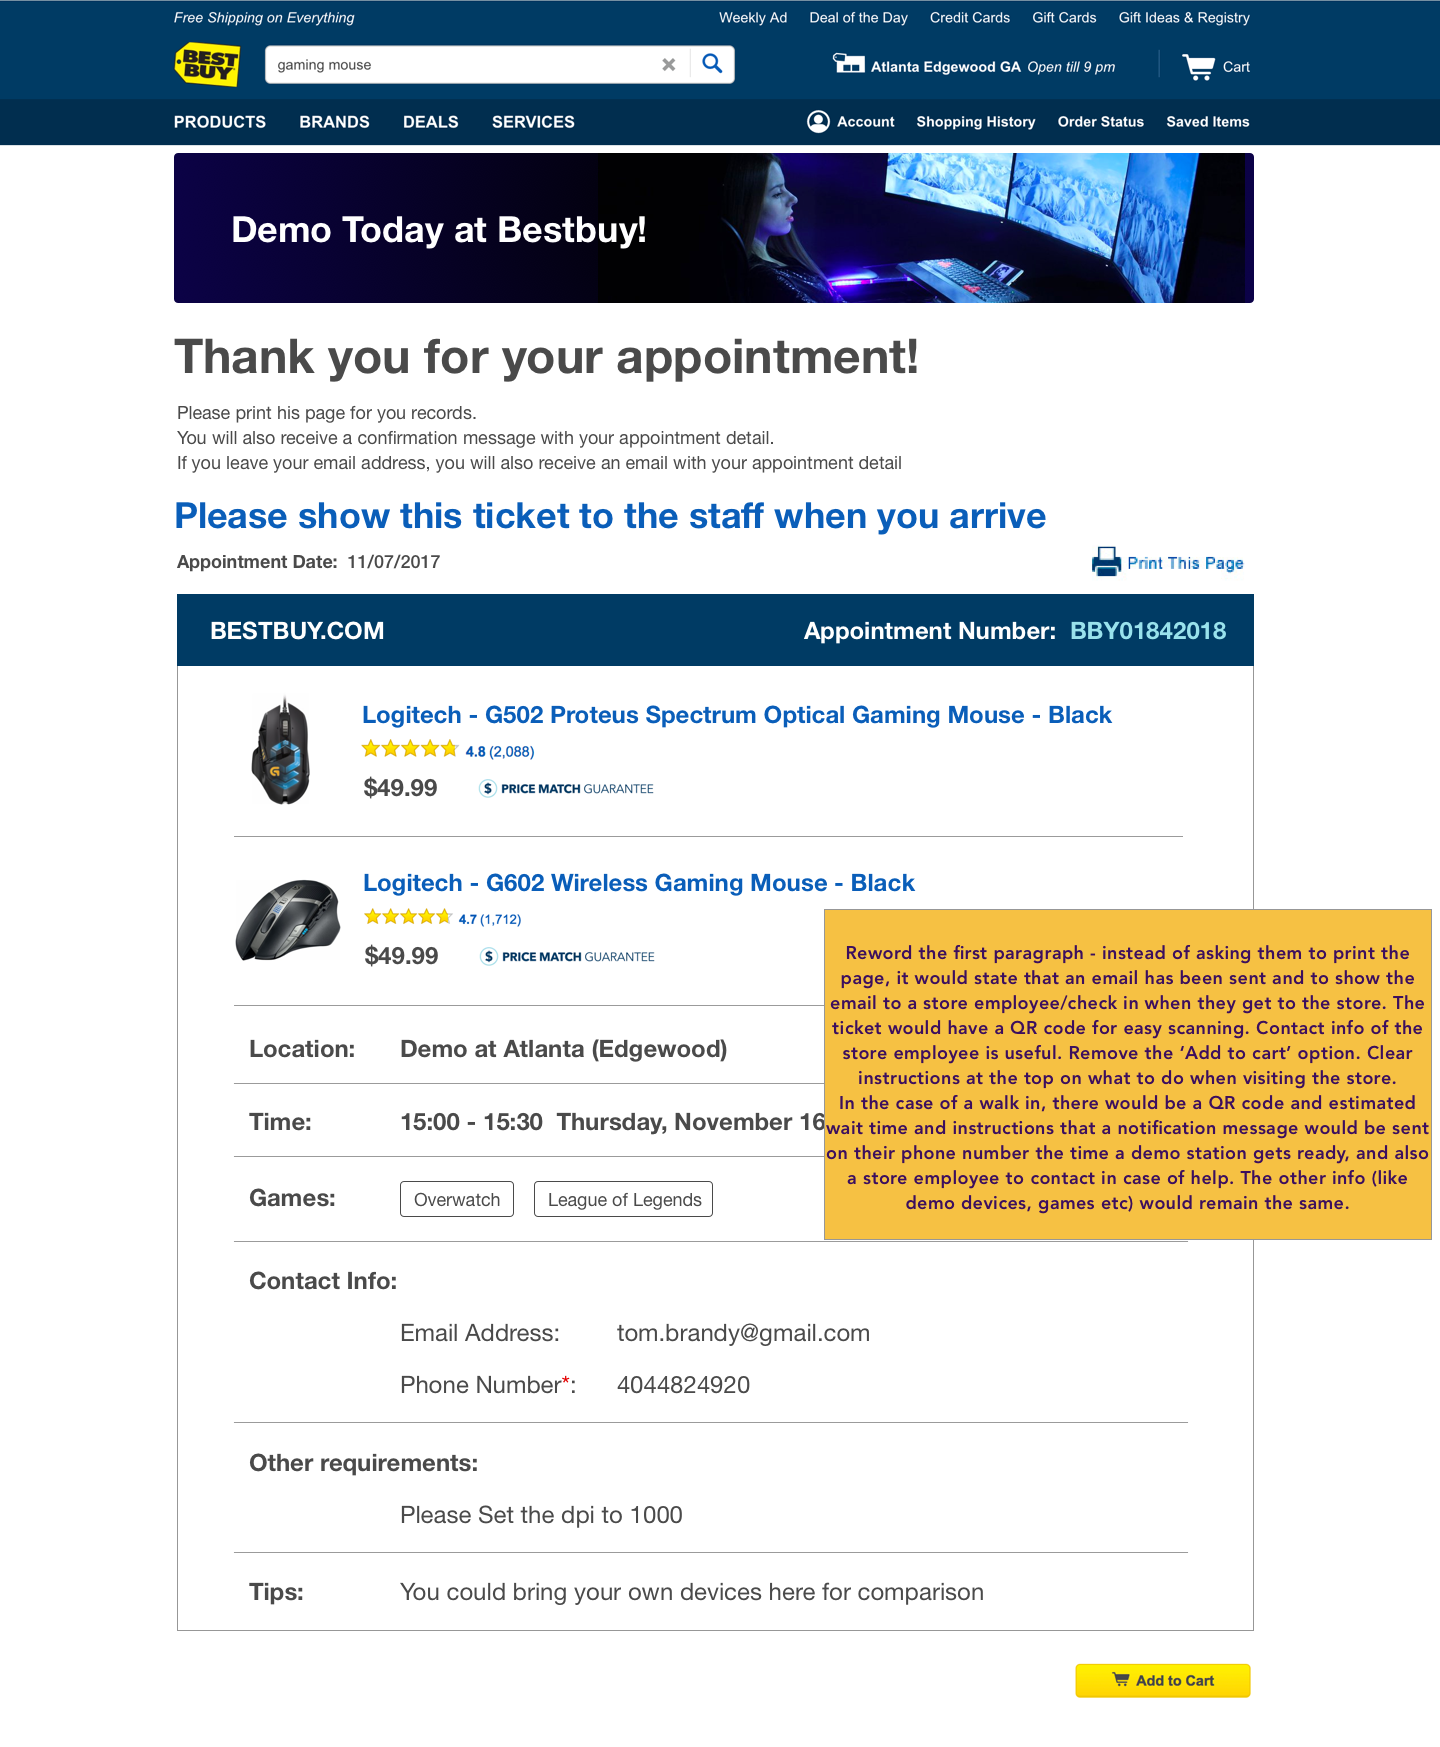 Free Shipping on Everything
Weekly Ad Deal of the Day Credit Cards Gift Cards Gift Ideas & Registry
BEST BUY
gaming mouse
Atlanta Edgewood GA Open till 9 pm
Cart
PRODUCTS BRANDS DEALS SERVICES
Account Shopping History Order Status Saved Items
Demo Today at Bestbuy!
Thank you for your appointment!
Please print his page for you records.
You will also receive a confirmation message with your appointment detail.
If you leave your email address, you will also receive an email with your appointment detail
Please show this ticket to the staff when you arrive
Appointment Date: 11/07/2017
Print This Page
BESTBUY.COM
Appointment Number: BBY01842018
Logitech - G502 Proteus Spectrum Optical Gaming Mouse - Black
4.8 (2,088)
$49.99
$ PRICE MATCH GUARANTEE
Logitech - G602 Wireless Gaming Mouse - Black
4.7 (1,712)
$49.99
$ PRICE MATCH GUARANTEE
Reword the first paragraph - instead of asking them to print the
page, it would state that an email has been sent and to show the
email to a store employee/check in when they get to the store. The
ticket would have a QR code for easy scanning. Contact info of the
store employee is useful. Remove the ‘Add to cart’ option. Clear
instructions at the top on what to do when visiting the store.
In the case of a walk in, there would be a QR code and estimated
wait time and instructions that a notification message would be sent
on their phone number the time a demo station gets ready, and also
a store employee to contact in case of help. The other info (like
demo devices, games etc) would remain the same.
Location: Demo at Atlanta (Edgewood)
Time: 15:00 - 15:30 Thursday, November 16
Games: Overwatch League of Legends
Contact Info:
Email Address: tom.brandy@gmail.com
Phone Number*: 4044824920
Other requirements:
Please Set the dpi to 1000
Tips: You could bring your own devices here for comparison
Add to Cart